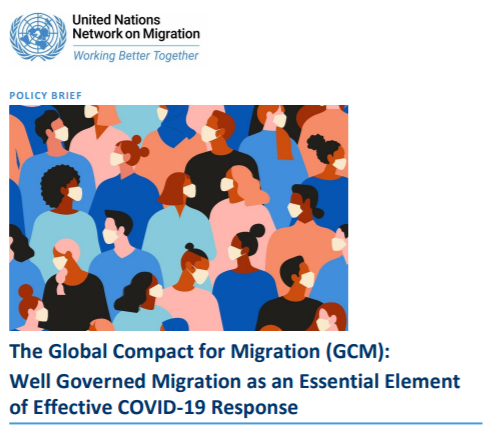 United Nations
Network on Migration
Working Better Together
POLICY BRIEF
The Global Compact for Migration (GCM):
Well Governed Migration as an Essential Element
of Effective COVID-19 Response